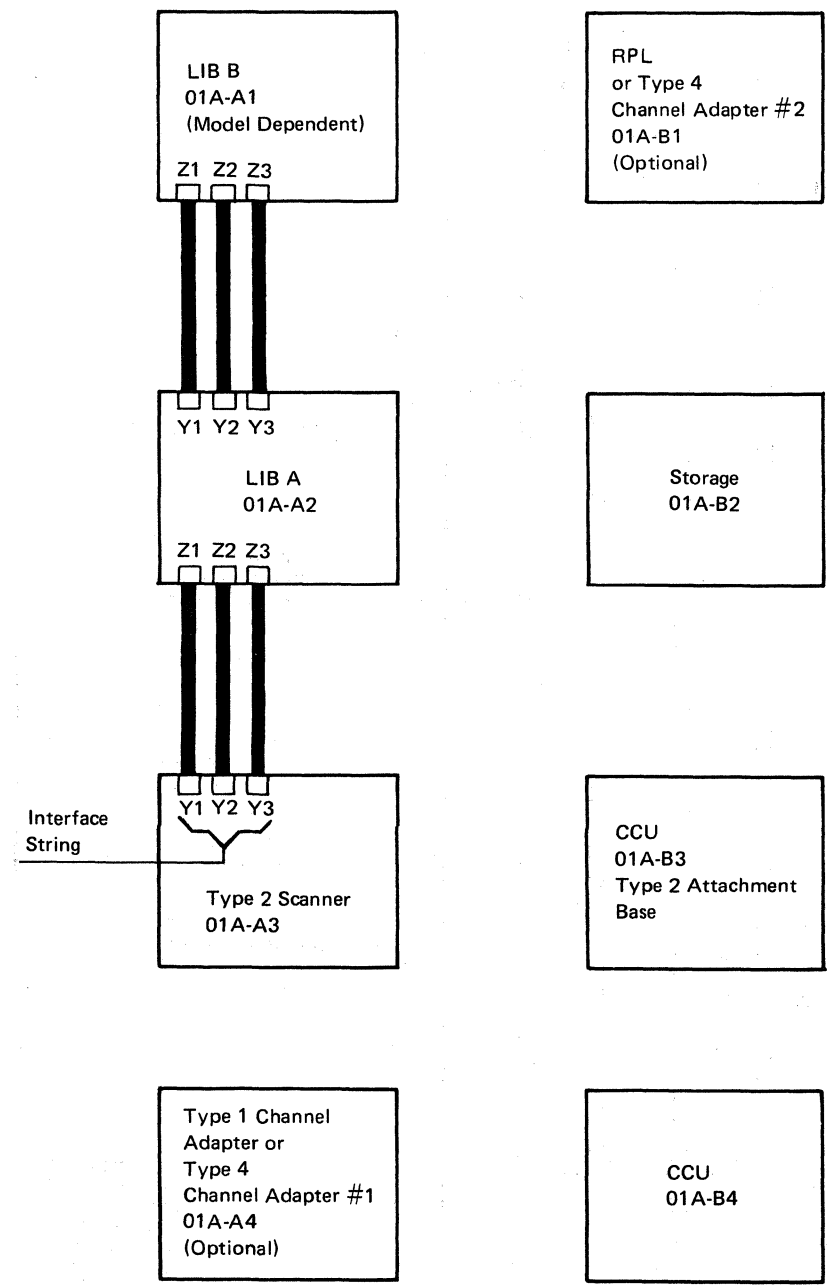 LIB B
01A-A1
(Model Dependent)
Z1 Z2 Z3
RPL
or Type 4
Channel Adapter #2
01A-B1
(Optional)
Y1 Y2 Y3
LIB A
01A-A2
Z1 Z2 Z3
Storage
01A-B2
Y1 Y2 Y3
Interface
String
Type 2 Scanner
01A-A3
CCU
01A-B3
Type 2 Attachment
Base
Type 1 Channel
Adapter or
Type 4
Channel Adapter #1
01A-A4
(Optional)
CCU
01A-B4